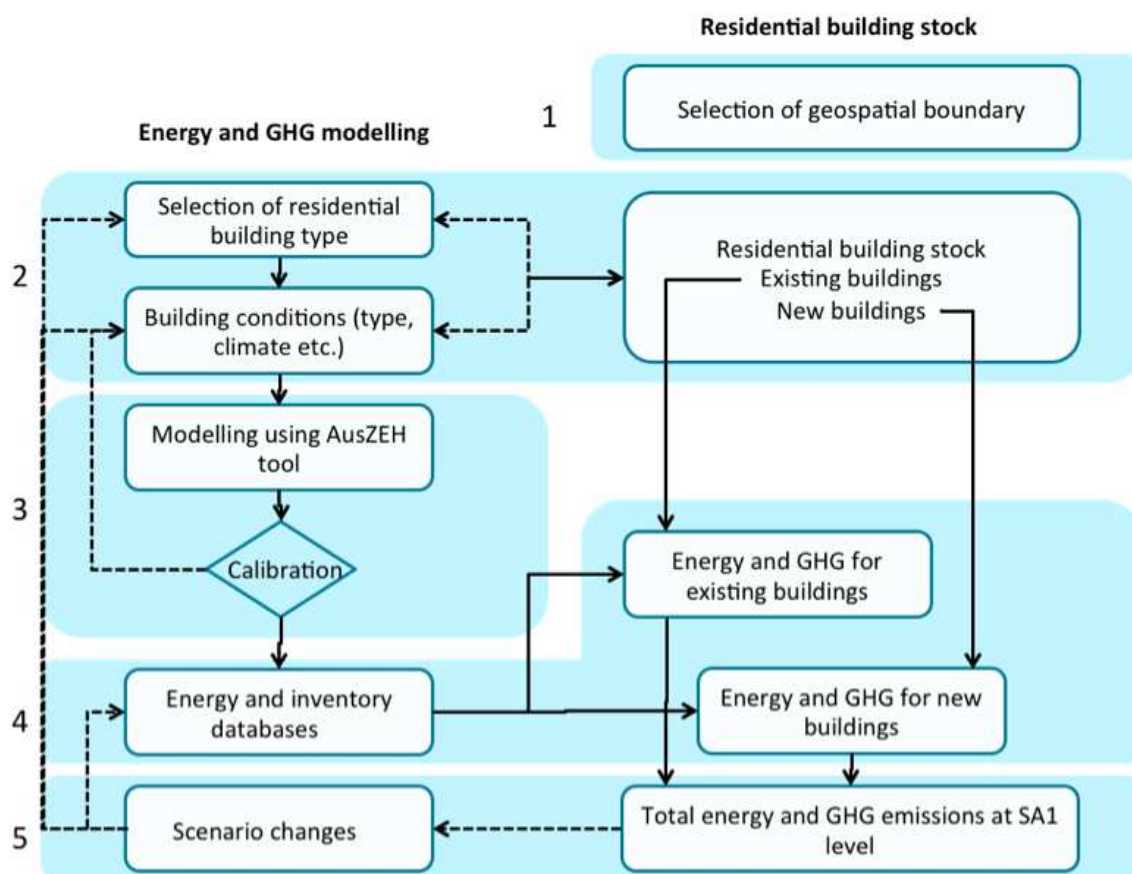 Residential building stock
1
Selection of geospatial boundary
Energy and GHG modelling
2
Selection of residential
building type
Building conditions (type,
climate etc.)
Residential building stock
Existing buildings
New buildings
3
Modelling using AusZEH
tool
Calibration
Energy and GHG for
existing buildings
4
Energy and inventory
databases
Energy and GHG for new
buildings
5
Scenario changes
Total energy and GHG emissions at SA1
level